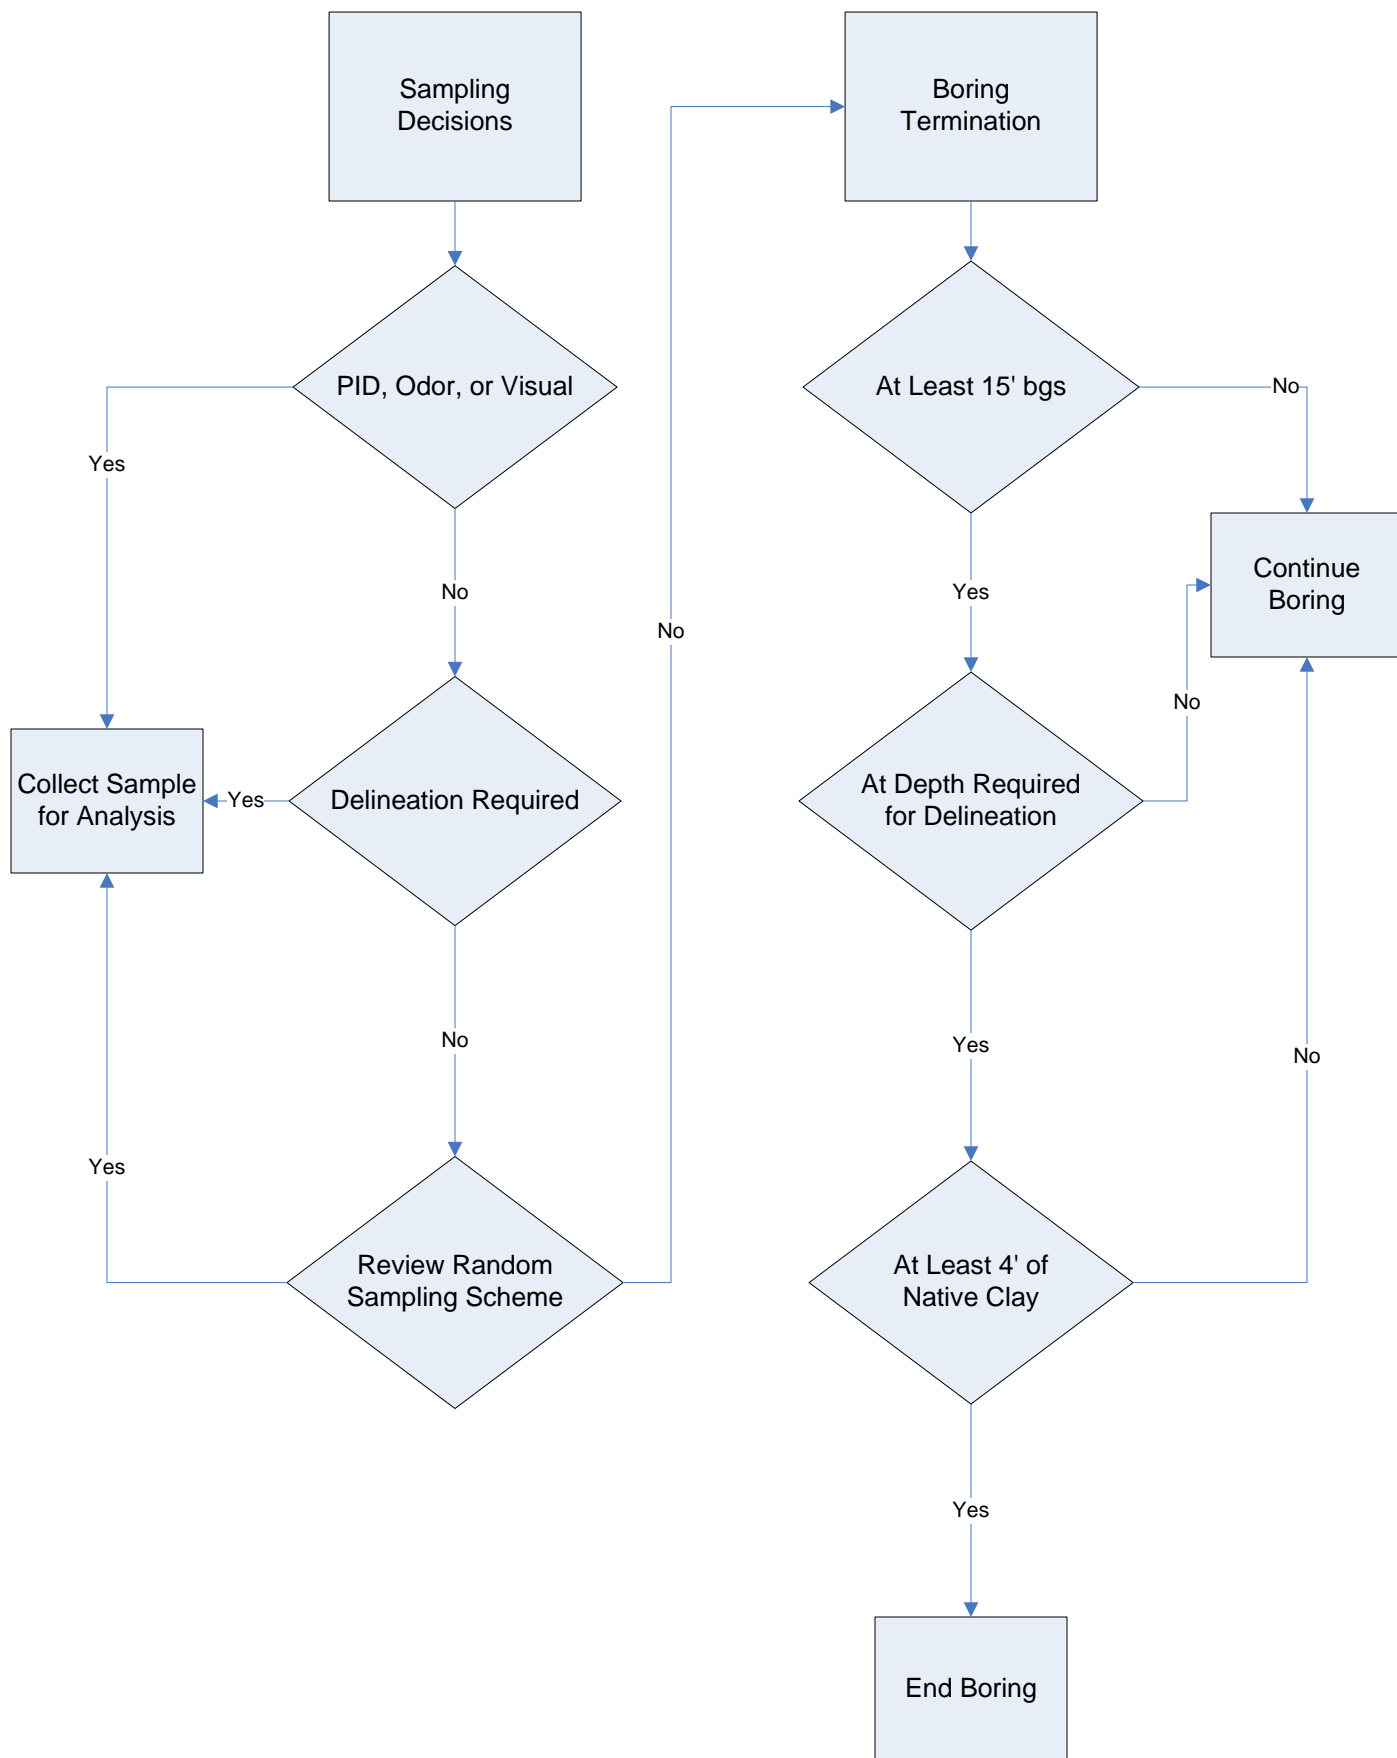 Sampling
Decisions
PID, Odor, or Visual
Yes
No
Collect Sample
for Analysis
Yes
Delineation Required
No
Yes
Review Random
Sampling Scheme
No
Boring
Termination
At Least 15' bgs
No
Yes
Continue
Boring
At Depth Required
for Delineation
No
Yes
At Least 4' of
Native Clay
No
Yes
End Boring